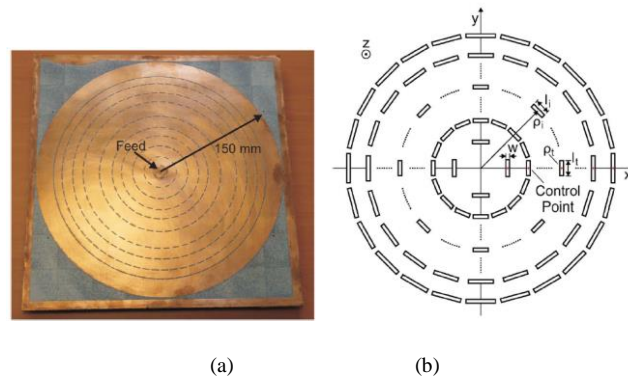 Feed
150 mm
y
z
l_i
ρ_i
w
ρ_t
l_t
x
Control
Point
(a) (b)